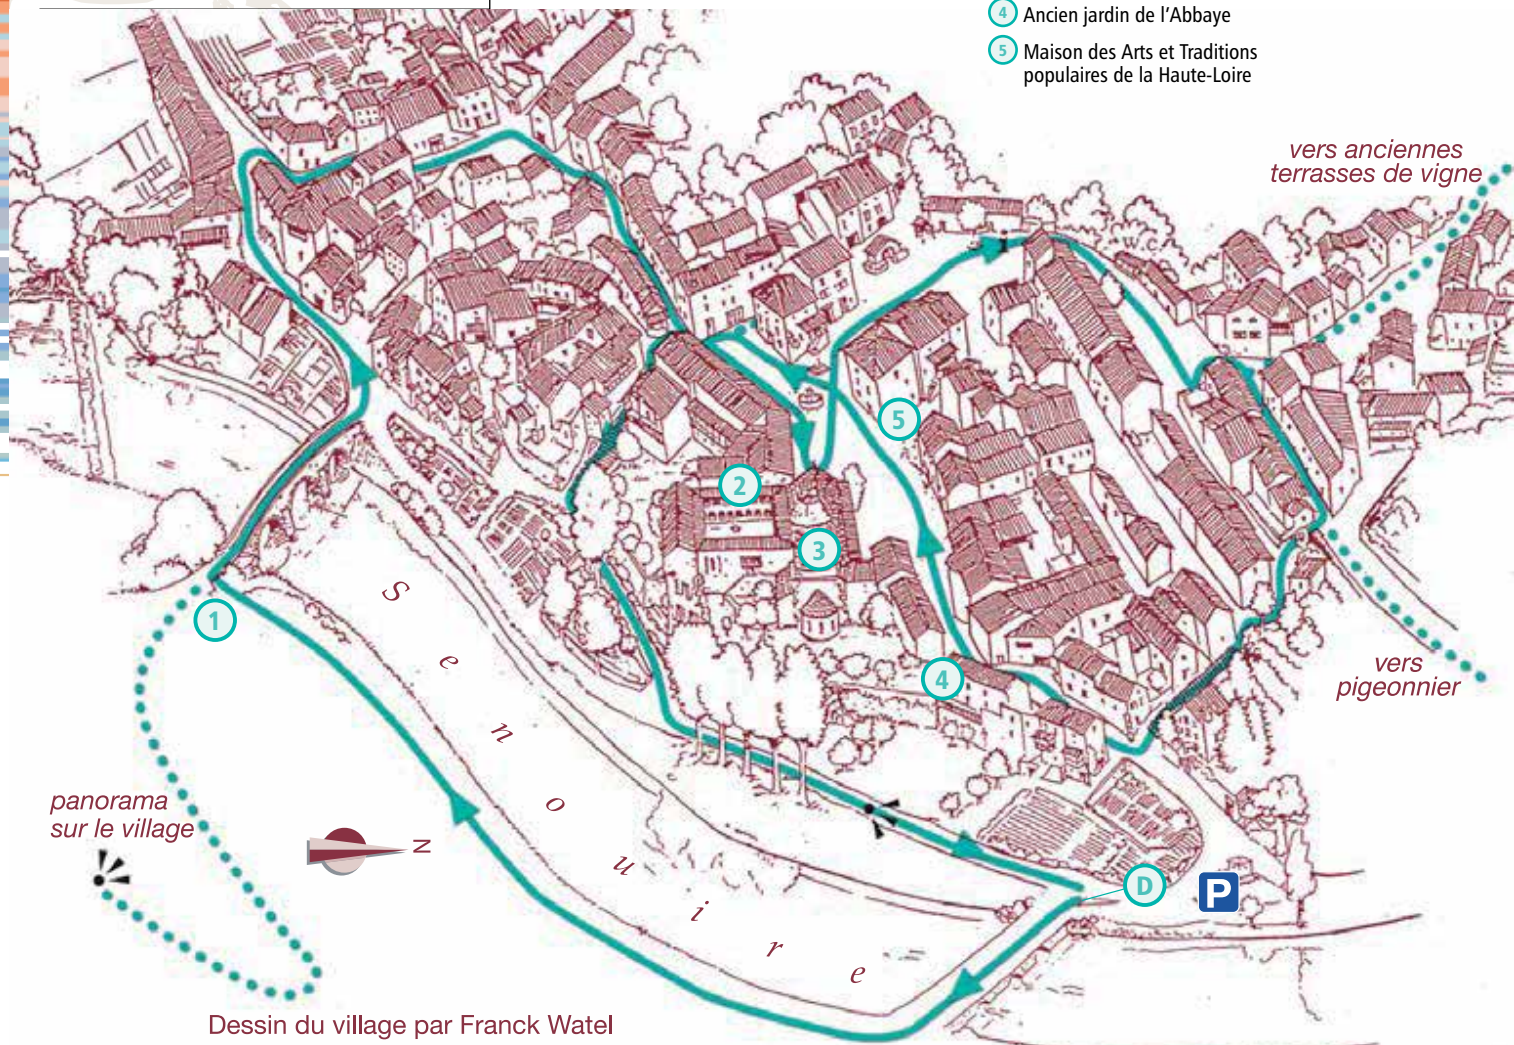 4 Ancien jardin de l'Abbaye
5 Maison des Arts et Traditions
populaires de la Haute-Loire
vers anciennes
terrasses de vigne
W.C.
5
2
3
1
4
Senouire
vers
pigeonnier
panorama
sur le village
N
D
P
Dessin du village par Franck Watel